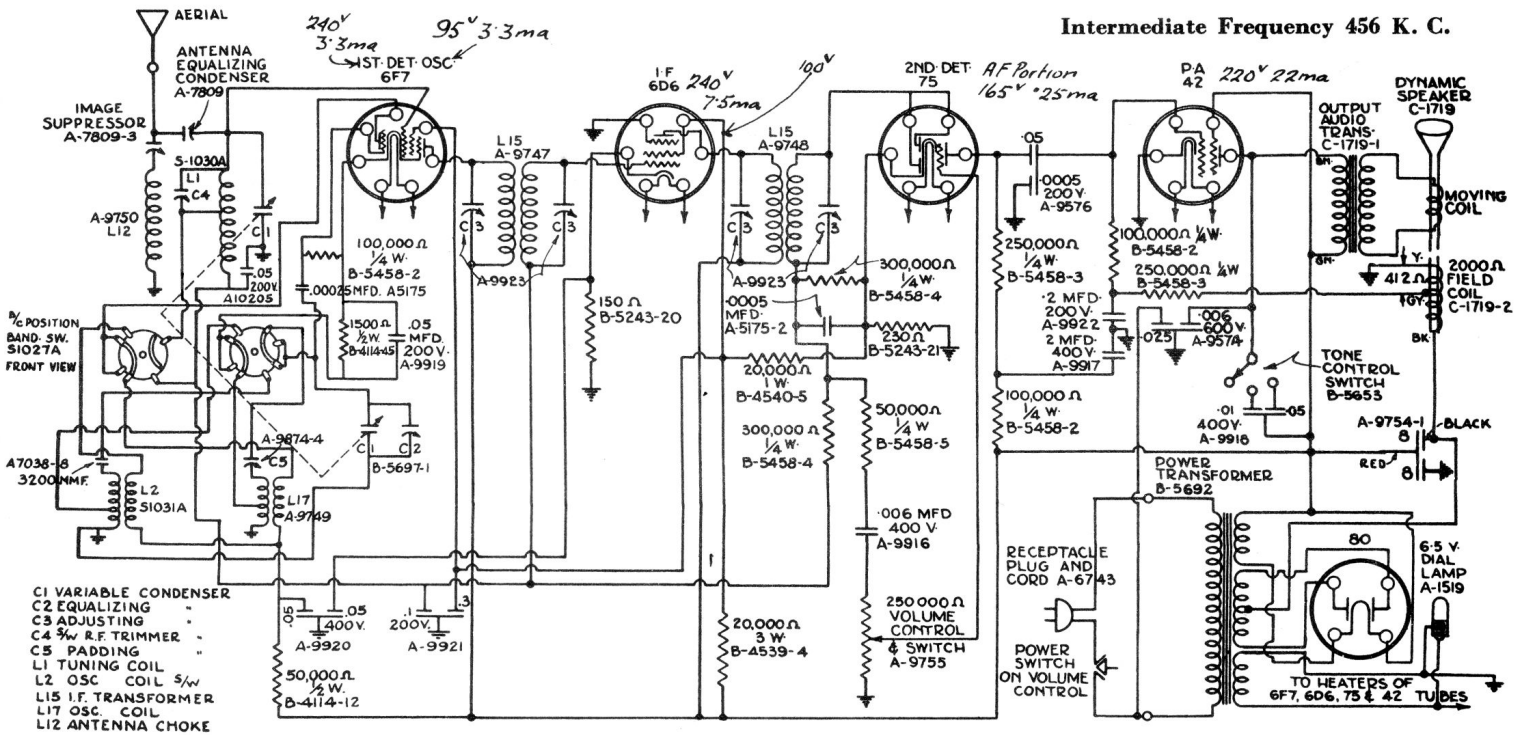 Intermediate Frequency 456 K. C.
AERIAL
ANTENNA
EQUALIZING
CONDENSER
A-7809
IMAGE
SUPPRESSOR
A-7809-3
S-1030A
L1
C4
C1
A-9750
L12
.05
200V.
A10205
240V
3.3ma
95V 3.3ma
1ST. DET. OSC.
6F7
L15
A-9747
C3
C3
A-9923
100,000Ω
1/4 W.
B-5458-2
.00025 MFD. A5175
1500Ω
1/2 W.
B-4114-45
.05
MFD.
200 V.
A-9919
I.F
6D6
240V
7.5ma
100V
150Ω
B-5243-20
L15
A-9748
C3
C3
A-9923
2ND. DET.
75
AF Portion
165V .25ma
300,000Ω
1/4 W.
B-5458-4
.0005
MFD.
A-5175-2
230Ω
B-5243-21
20,000Ω
1 W.
B-4540-5
300,000Ω
1/4 W.
B-5458-4
50,000Ω
1/4 W
B-5458-5
.006 MFD
400 V.
A-9916
250000Ω
VOLUME
CONTROL
& SWITCH
A-9755
20,000Ω
3 W.
B-4539-4
.05
.0005
200V.
A-9576
250,000Ω
1/4 W.
B-5458-3
100,000Ω
1/4 W.
B-5458-2
P.A
42
220V 22ma
100,000Ω 1/4 W.
B-5458-2
250,000Ω 1/4W
B-5458-3
.2 MFD.
200 V.
A-9922
2 MFD.
400 V.
A-9917
.025
.006
600 V.
A-9574
OUTPUT
AUDIO
TRANS.
C-1719-1
DYNAMIC
SPEAKER
C-1719
MOVING
COIL
Y.
412Ω
GY.
2000Ω
FIELD
COIL
C-1719-2
BK.
TONE
CONTROL
SWITCH
B-5653
.01
400V.
A-9918
.05
A-9754-1
BLACK
8
RED
8
POWER
TRANSFORMER
B-5692
RECEPTACLE
PLUG AND
CORD A-6743
POWER
SWITCH
ON VOLUME
CONTROL
80
6.5 V.
DIAL
LAMP
A-1519
TO HEATERS OF
6F7, 6D6, 75 & 42 TUBES
B/C POSITION
BAND. SW.
S1027A
FRONT VIEW
A-9874-4
C5
C1
C2
B-5697-1
A7038-8
3200MMF.
L2
S1031A
L17
A-9749
.05
.05
400V.
A-9920
.1
200V.
.3
A-9921
50,000Ω
1/2 W.
B-4114-12
C1 VARIABLE CONDENSER
C2 EQUALIZING "
C3 ADJUSTING "
C4 S/W R.F. TRIMMER "
C5 PADDING "
L1 TUNING COIL
L2 OSC COIL S/W
L15 I.F. TRANSFORMER
L17 OSC. COIL
L12 ANTENNA CHOKE